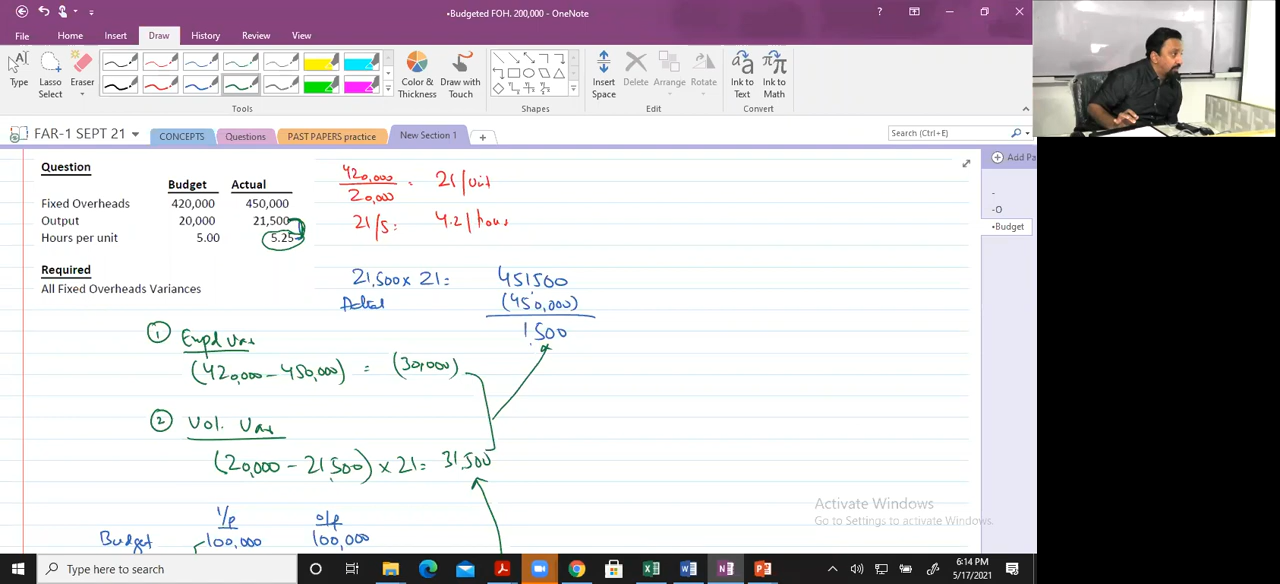 •Budgeted FOH. 200,000 - OneNote
File Home Insert Draw History Review View
Type
Lasso Select
Eraser
Color & Thickness
Draw with Touch
Insert Space
Delete
Arrange
Rotate
Ink to Text
Ink to Math
Tools
Shapes
Edit
Convert
FAR-1 SEPT 21
CONCEPTS
Questions
PAST PAPERS practice
New Section 1
Search (Ctrl+E)
Add Pa
-
-O
•Budget
Question
Budget Actual
Fixed Overheads 420,000 450,000
Output 20,000 21,500
Hours per unit 5.00 5.25
Required
All Fixed Overheads Variances
420,000
20,000
= 21/unit
21/5: 4.2/hours
21,500 x 21= 451500
Actual (450,000)
1,500
1 Expd Var
(420,000 - 450,000) = (30,000)
2 Vol. Var
(20,000 - 21,500) x 21= 31,500
I/p O/p
Budget 100,000 100,000
Activate Windows
Go to Settings to activate Windows.
Type here to search
6:14 PM
5/17/2021